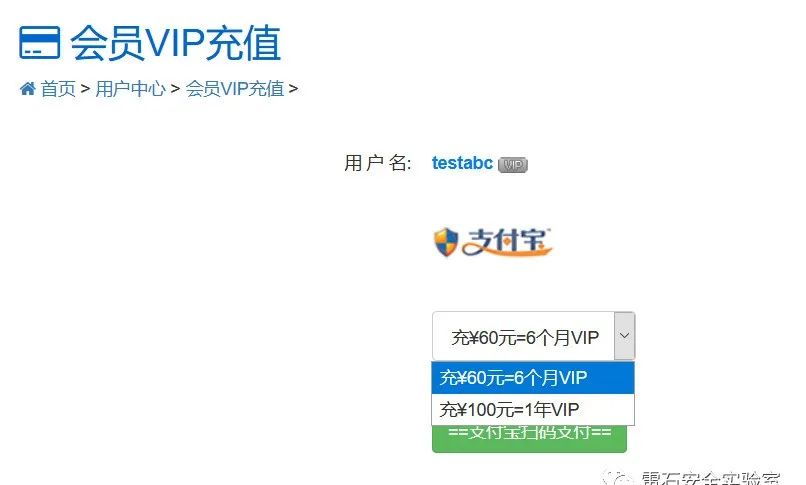 会员VIP充值
首页 > 用户中心 > 会员VIP充值 >
用 户 名: testabc VIP
支付宝
充¥60元=6个月VIP
充¥60元=6个月VIP
充¥100元=1年VIP
==支付宝扫码支付==
雷石安全实验室